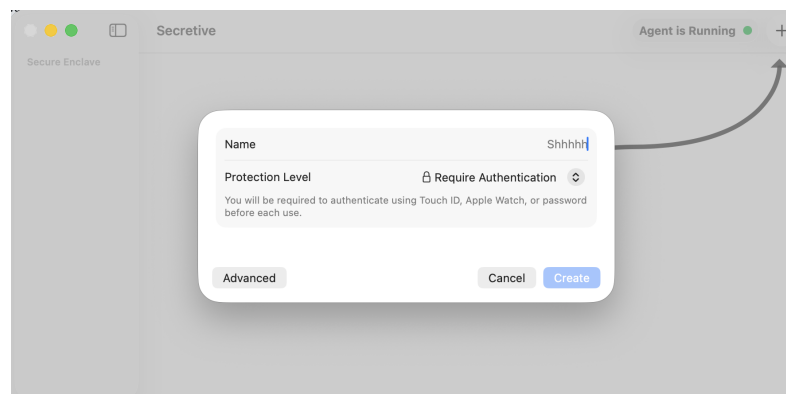 Secretive
Agent is Running
Secure Enclave
Name
Shhhhh
Protection Level
Require Authentication
You will be required to authenticate using Touch ID, Apple Watch, or password
before each use.
Advanced
Cancel
Create